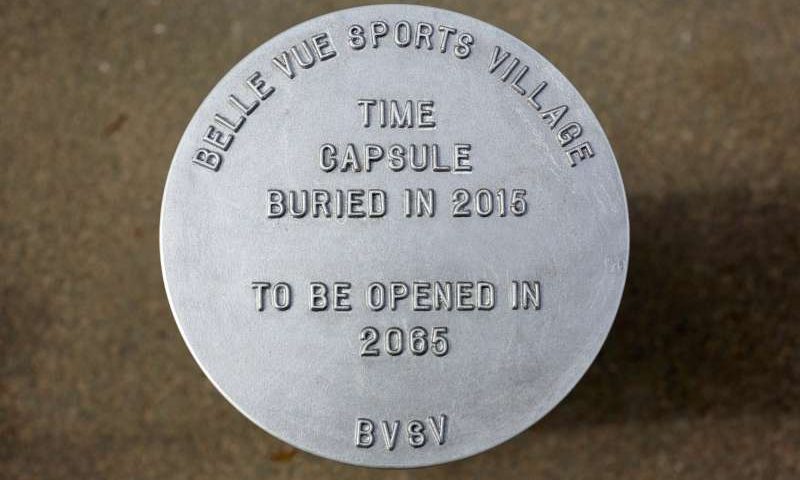 BELLE VUE SPORTS VILLAGE
TIME
CAPSULE
BURIED IN 2015
TO BE OPENED IN
2065
BVSV